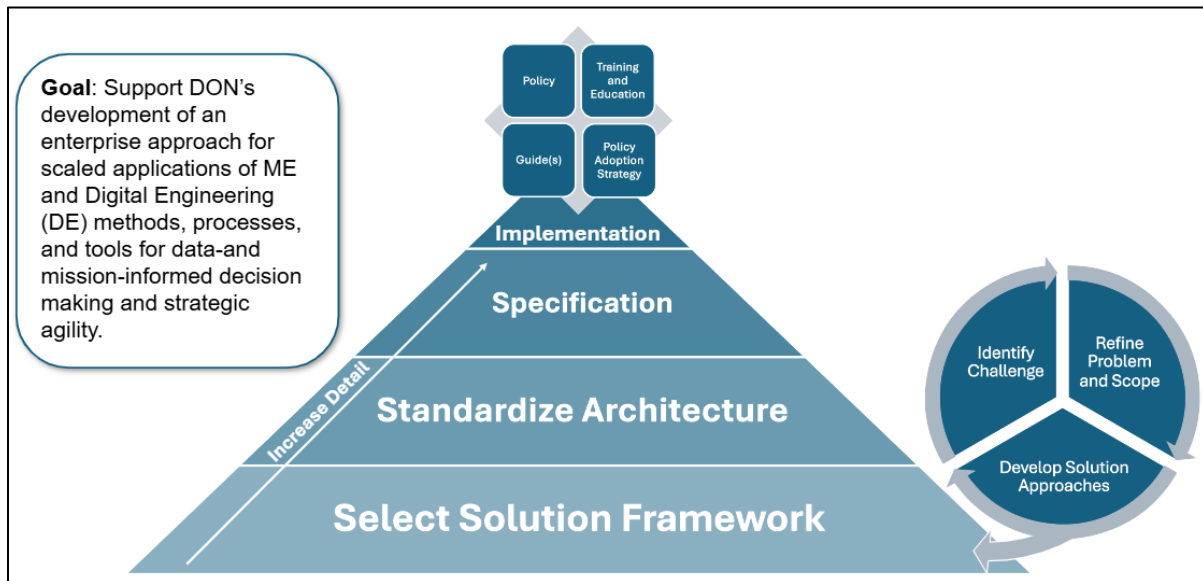 Goal: Support DON's
development of an
enterprise approach for
scaled applications of ME
and Digital Engineering
(DE) methods, processes,
and tools for data-and
mission-informed decision
making and strategic
agility.
Policy
Training
and
Education
Guide(s)
Policy
Adoption
Strategy
Implementation
Specification
Standardize Architecture
Select Solution Framework
Increase Detail
Identify
Challenge
Refine
Problem
and Scope
Develop Solution
Approaches